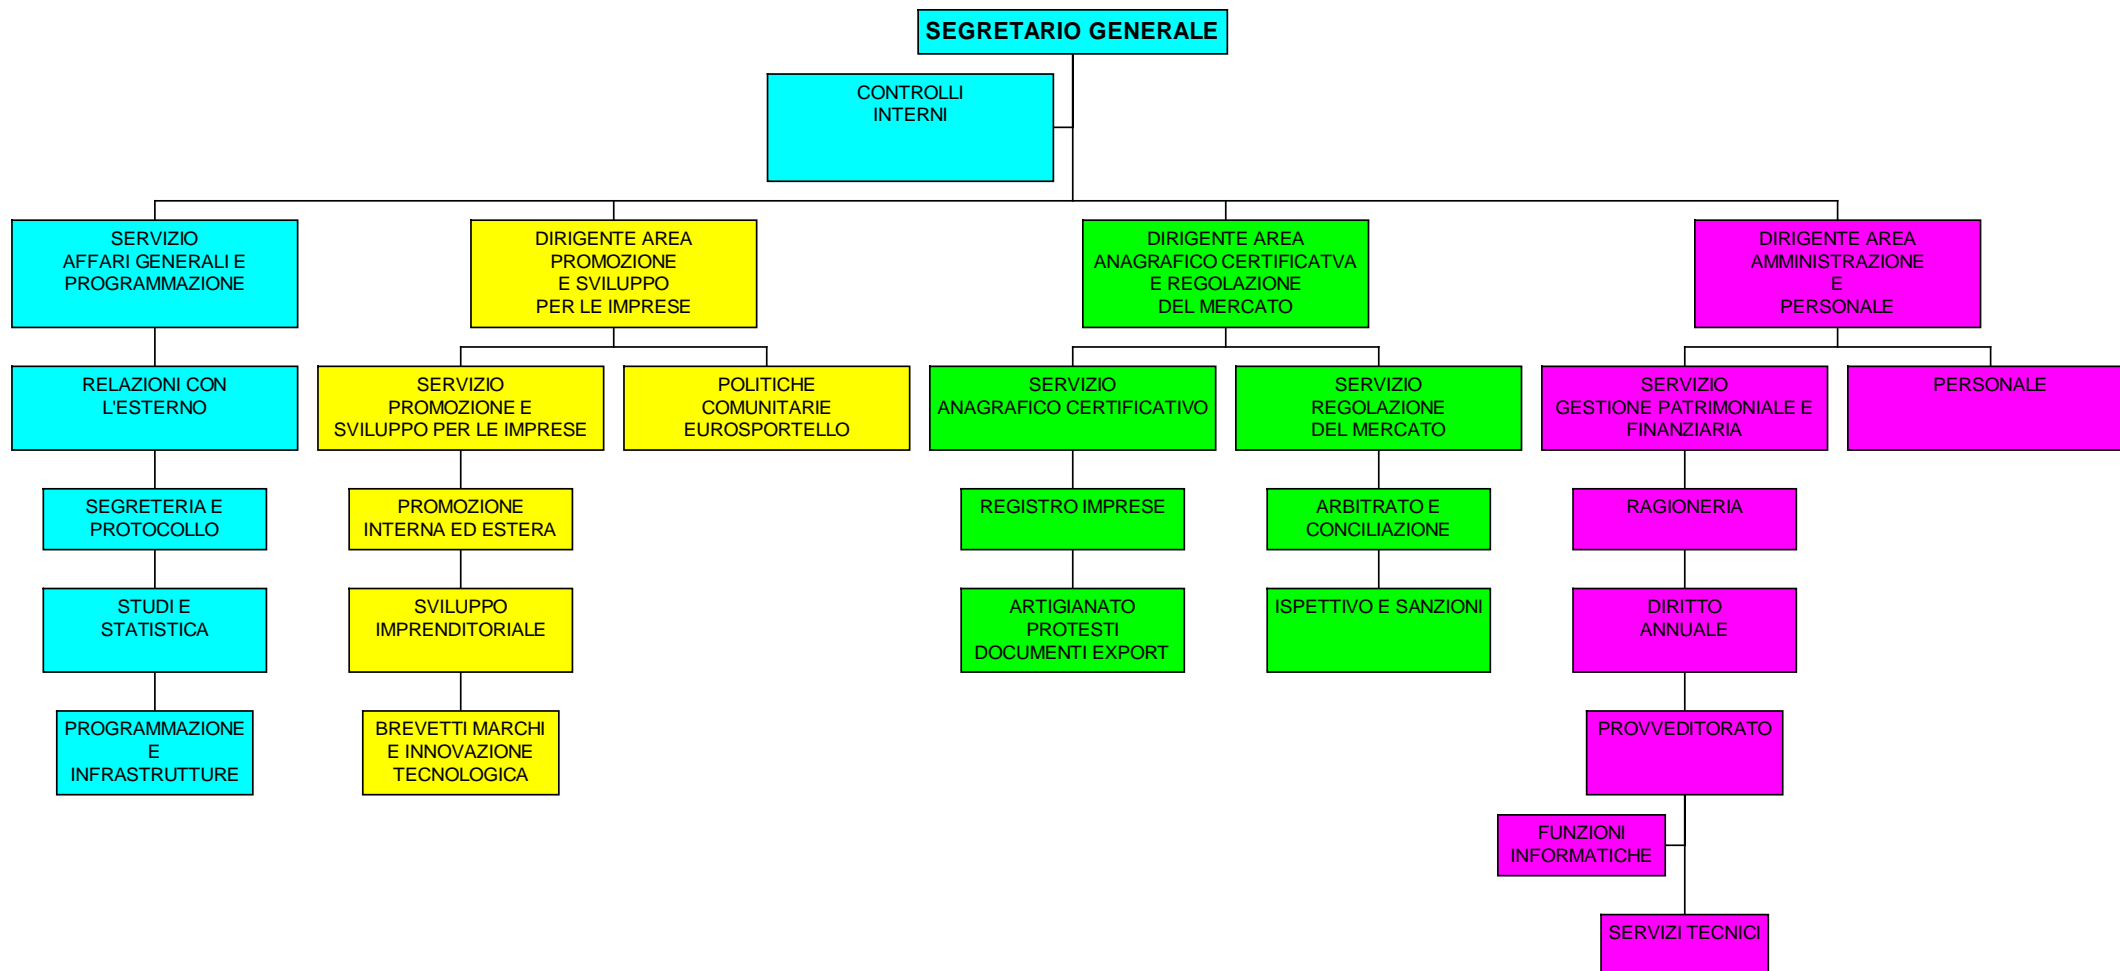 SEGRETARIO GENERALE
CONTROLLI
INTERNI
SERVIZIO
AFFARI GENERALI E
PROGRAMMAZIONE
DIRIGENTE AREA
PROMOZIONE
E SVILUPPO
PER LE IMPRESE
DIRIGENTE AREA
ANAGRAFICO CERTIFICATVA
E REGOLAZIONE
DEL MERCATO
DIRIGENTE AREA
AMMINISTRAZIONE
E
PERSONALE
RELAZIONI CON
L'ESTERNO
SERVIZIO
PROMOZIONE E
SVILUPPO PER LE IMPRESE
POLITICHE
COMUNITARIE
EUROSPORTELLO
SERVIZIO
ANAGRAFICO CERTIFICATIVO
SERVIZIO
REGOLAZIONE
DEL MERCATO
SERVIZIO
GESTIONE PATRIMONIALE E
FINANZIARIA
PERSONALE
SEGRETERIA E
PROTOCOLLO
PROMOZIONE
INTERNA ED ESTERA
REGISTRO IMPRESE
ARBITRATO E
CONCILIAZIONE
RAGIONERIA
STUDI E
STATISTICA
SVILUPPO
IMPRENDITORIALE
ARTIGIANATO
PROTESTI
DOCUMENTI EXPORT
ISPETTIVO E SANZIONI
DIRITTO
ANNUALE
PROGRAMMAZIONE
E
INFRASTRUTTURE
BREVETTI MARCHI
E INNOVAZIONE
TECNOLOGICA
PROVVEDITORATO
FUNZIONI
INFORMATICHE
SERVIZI TECNICI